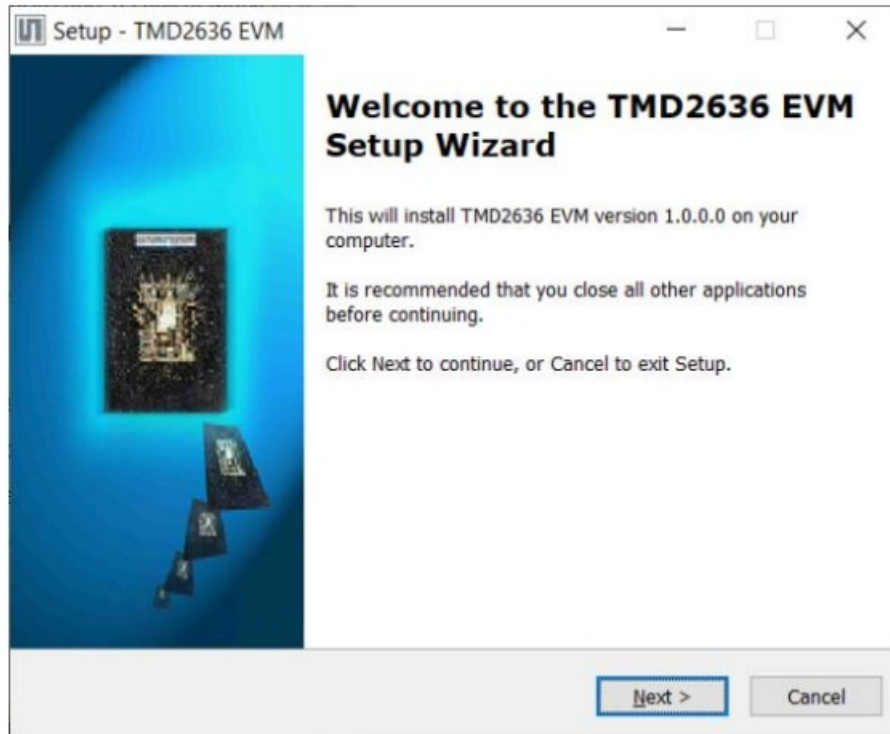 Setup - TMD2636 EVM
Welcome to the TMD2636 EVM
Setup Wizard
This will install TMD2636 EVM version 1.0.0.0 on your
computer.
It is recommended that you close all other applications
before continuing.
Click Next to continue, or Cancel to exit Setup.
Next >
Cancel